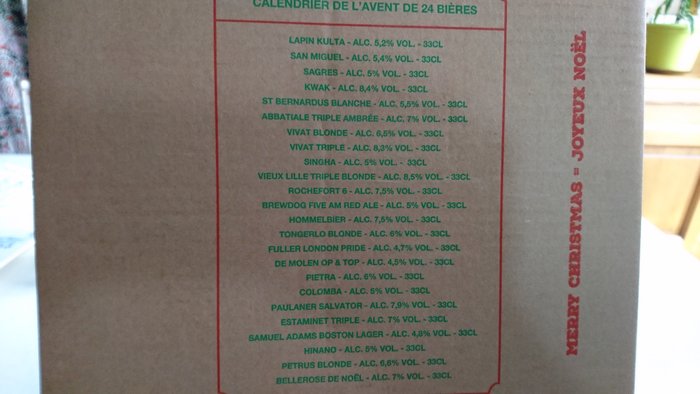 CALENDRIER DE L'AVENT DE 24 BIÈRES
LAPIN KULTA - ALC. 5,2% VOL. - 33CL
SAN MIGUEL - ALC. 5,4% VOL. - 33CL
SAGRES - ALC. 5% VOL - 33CL
KWAK - ALC. 8,4% VOL. - 33CL
ST BERNARDUS BLANCHE - ALC. 5,5% VOL. - 33CL
ABBATIALE TRIPLE AMBRÉE - ALC. 7% VOL. - 33CL
VIVAT BLONDE - ALC. 6,5% VOL. - 33CL
VIVAT TRIPLE - ALC. 8,3% VOL. - 33CL
SINGHA - ALC. 5% VOL - 33CL
VIEUX LILLE TRIPLE BLONDE - ALC. 8,5% VOL. - 33CL
ROCHEFORT 6 - ALC. 7,5% VOL. - 33CL
BREWDOG FIVE AM RED ALE - ALC. 5% VOL. - 33CL
HOMMELBIER - ALC. 7,5% VOL. - 33CL
TONGERLO BLONDE - ALC. 6% VOL. - 33CL
FULLER LONDON PRIDE - ALC. 4,7% VOL. - 33CL
DE MOLEN OP & TOP - ALC. 4,5% VOL. - 33CL
PIETRA - ALC. 6% VOL. - 33CL
COLOMBA - ALC. 5% VOL. - 33CL
PAULANER SALVATOR - ALC. 7,9% VOL. - 33CL
ESTAMINET TRIPLE - ALC. 7% VOL. - 33CL
SAMUEL ADAMS BOSTON LAGER - ALC. 4,8% VOL. - 33CL
HINANO - ALC. 5% VOL. - 33CL
PETRUS BLONDE - ALC. 6,6% VOL. - 33CL
BELLEROSE DE NOËL - ALC. 7% VOL. - 33CL
MERRY CHRISTMAS - JOYEUX NOËL